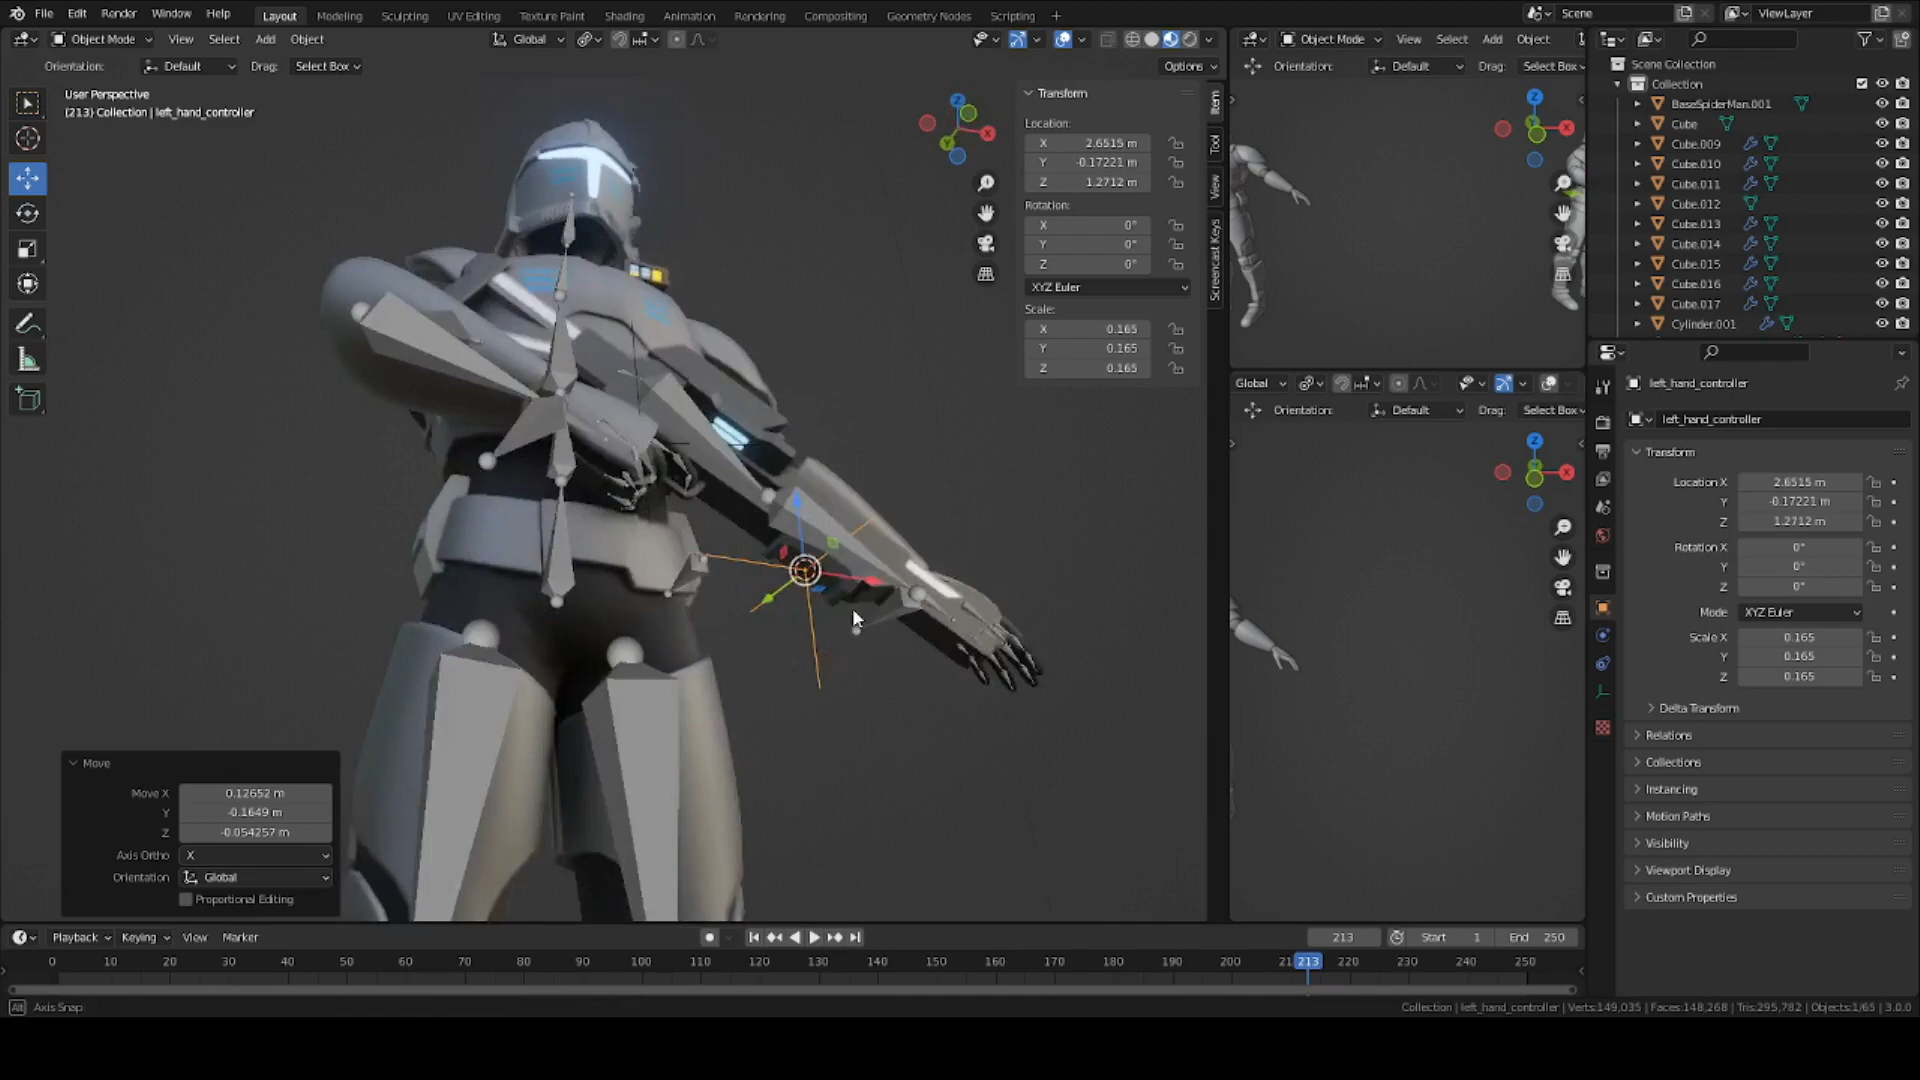 File Edit Render Window Help Layout Modeling Sculpting UV Editing Texture Paint Shading Animation Rendering Compositing Geometry Nodes Scripting + Scene ViewLayer
Object Mode View Select Add Object Global
Orientation: Default Drag: Select Box Options
User Perspective
(213) Collection | left_hand_controller
Transform
Location:
X 2.6515 m
Y -0.17221 m
Z 1.2712 m
Rotation:
X 0°
Y 0°
Z 0°
XYZ Euler
Scale:
X 0.165
Y 0.165
Z 0.165
Item
Tool
View
Screencast Keys
Z
X
Y
Move
Move X 0.12652 m
Y -0.1649 m
Z -0.054257 m
Axis Ortho X
Orientation Global
Proportional Editing
Object Mode View Select Add Object
Orientation: Default Drag: Select Box
Z
X
Global
Orientation: Default Drag: Select Box
Z
X
Scene Collection
Collection
BaseSpiderMan.001
Cube
Cube.009
Cube.010
Cube.011
Cube.012
Cube.013
Cube.014
Cube.015
Cube.016
Cube.017
Cylinder.001
left_hand_controller
left_hand_controller
Transform
Location X 2.6515 m
Y -0.17221 m
Z 1.2712 m
Rotation X 0°
Y 0°
Z 0°
Mode XYZ Euler
Scale X 0.165
Y 0.165
Z 0.165
Delta Transform
Relations
Collections
Instancing
Motion Paths
Visibility
Viewport Display
Custom Properties
Playback Keying View Marker 213 Start 1 End 250
0 10 20 30 40 50 60 70 80 90 100 110 120 130 140 150 160 170 180 190 200 21 213 220 230 240 250
Alt Axis Snap
Collection | left_hand_controller | Verts:149,035 | Faces:148,268 | Tris:295,782 | Objects:1/65 | 3.0.0